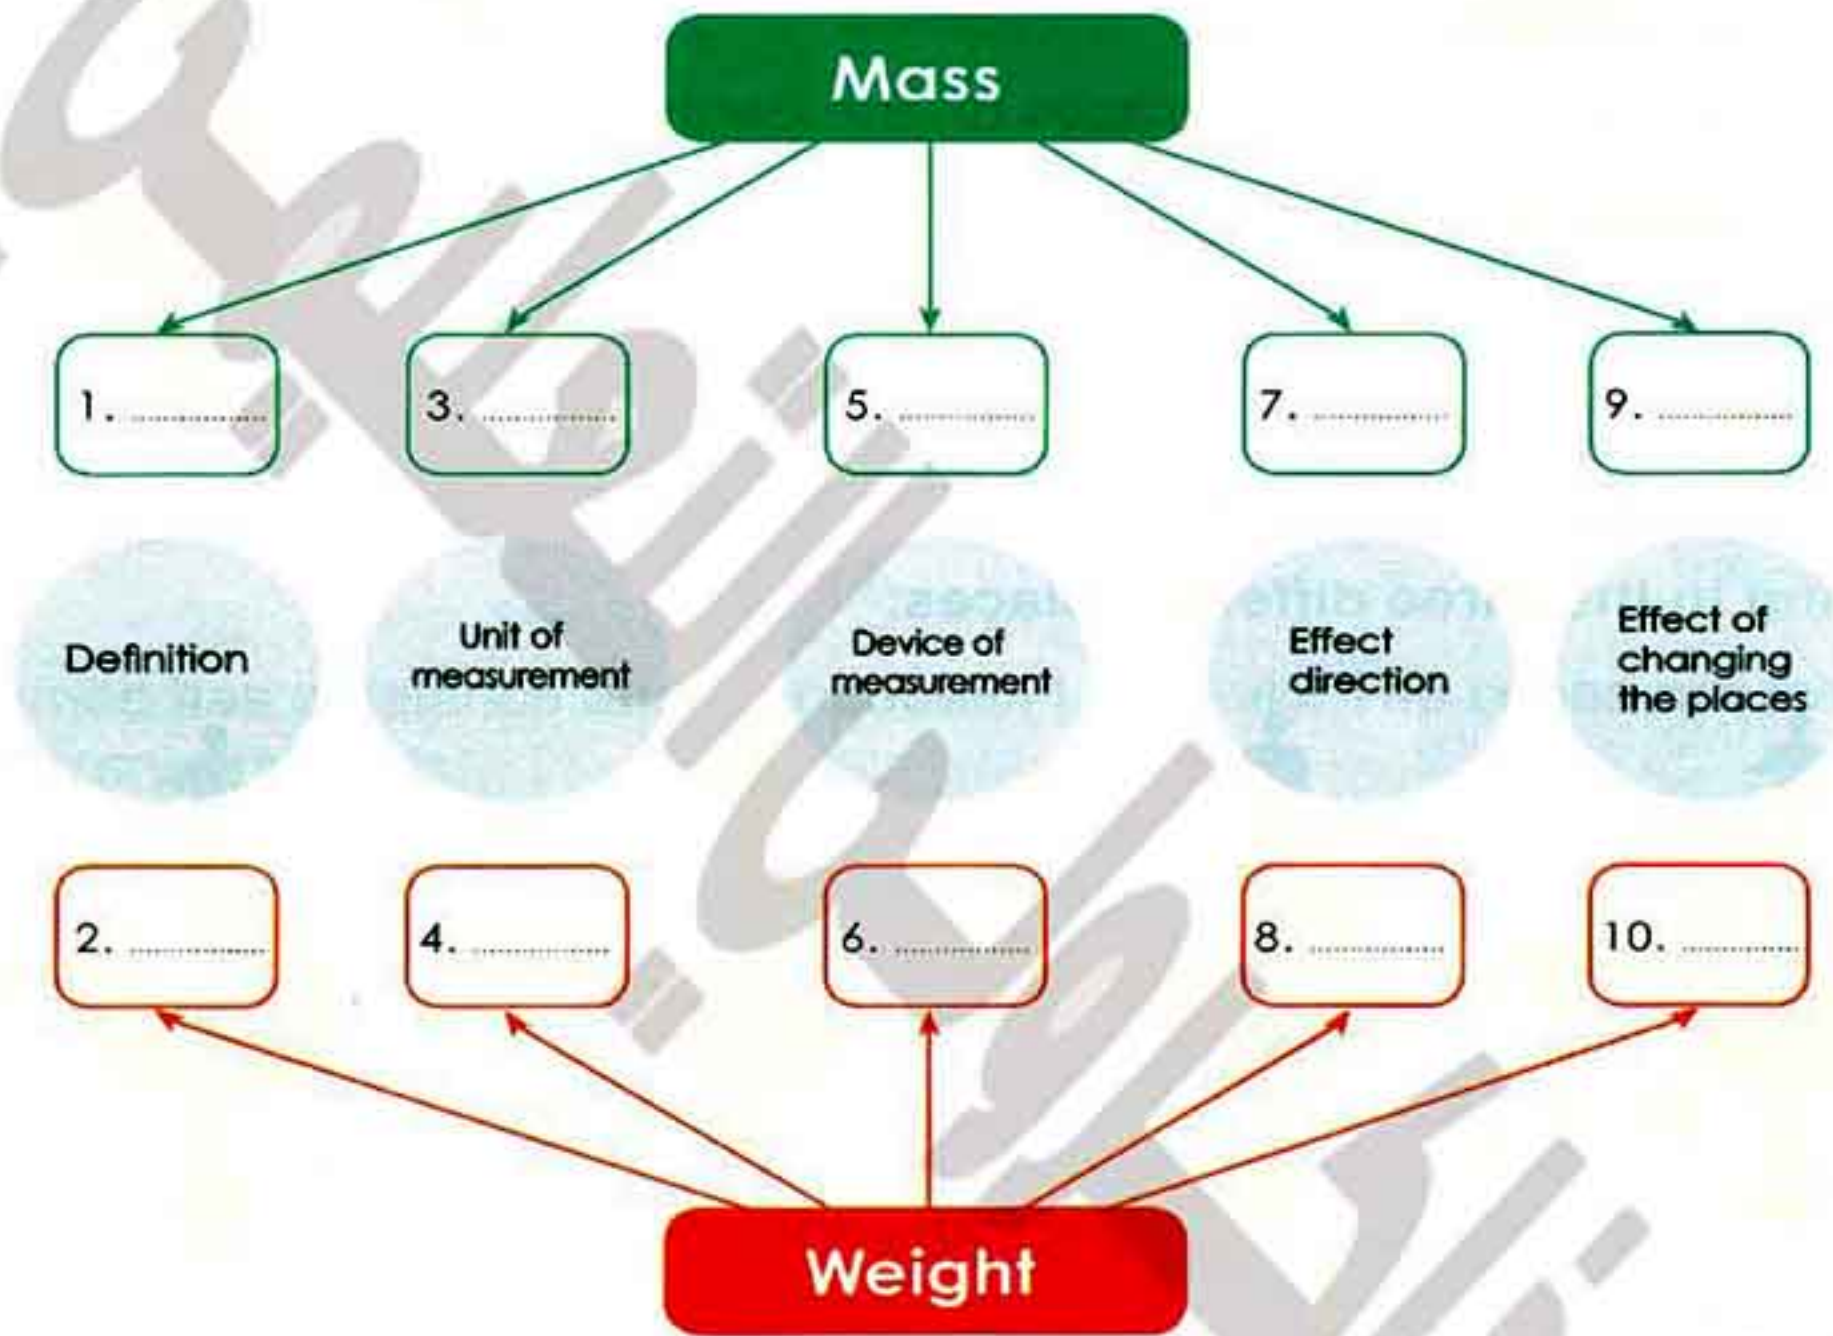 Mass
1. ............
3. ............
5. ............
7. ............
9. ............
Definition
Unit of
measurement
Device of
measurement
Effect
direction
Effect of
changing
the places
2. ............
4. ............
6. ............
8. ............
10. ............
Weight